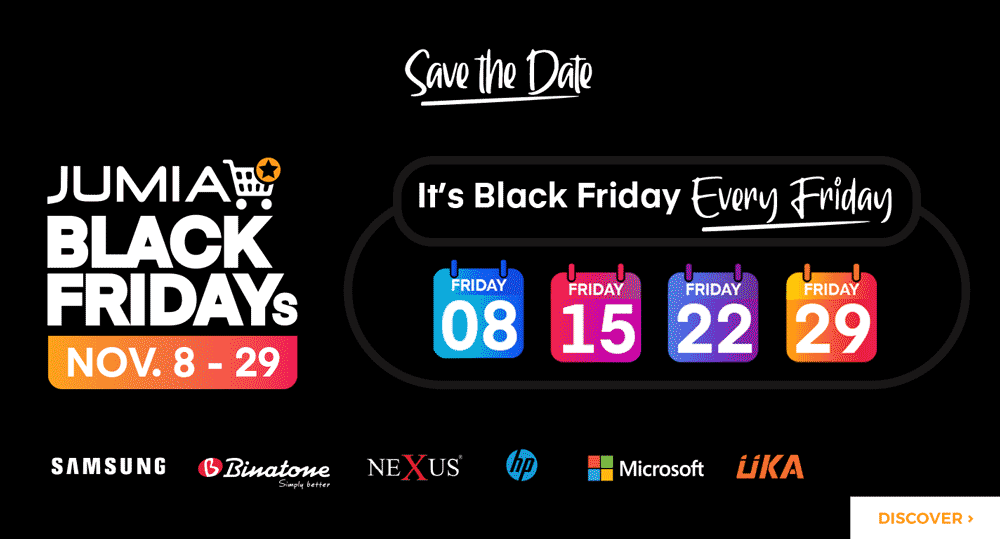 Save the Date
JUMIA
BLACK
FRIDAYs
NOV. 8 - 29
It's Black Friday Every Friday
FRIDAY
08
FRIDAY
15
FRIDAY
22
FRIDAY
29
SAMSUNG
Binatone
Simply better
NEXUS®
hp
Microsoft
ÜKA
DISCOVER ›